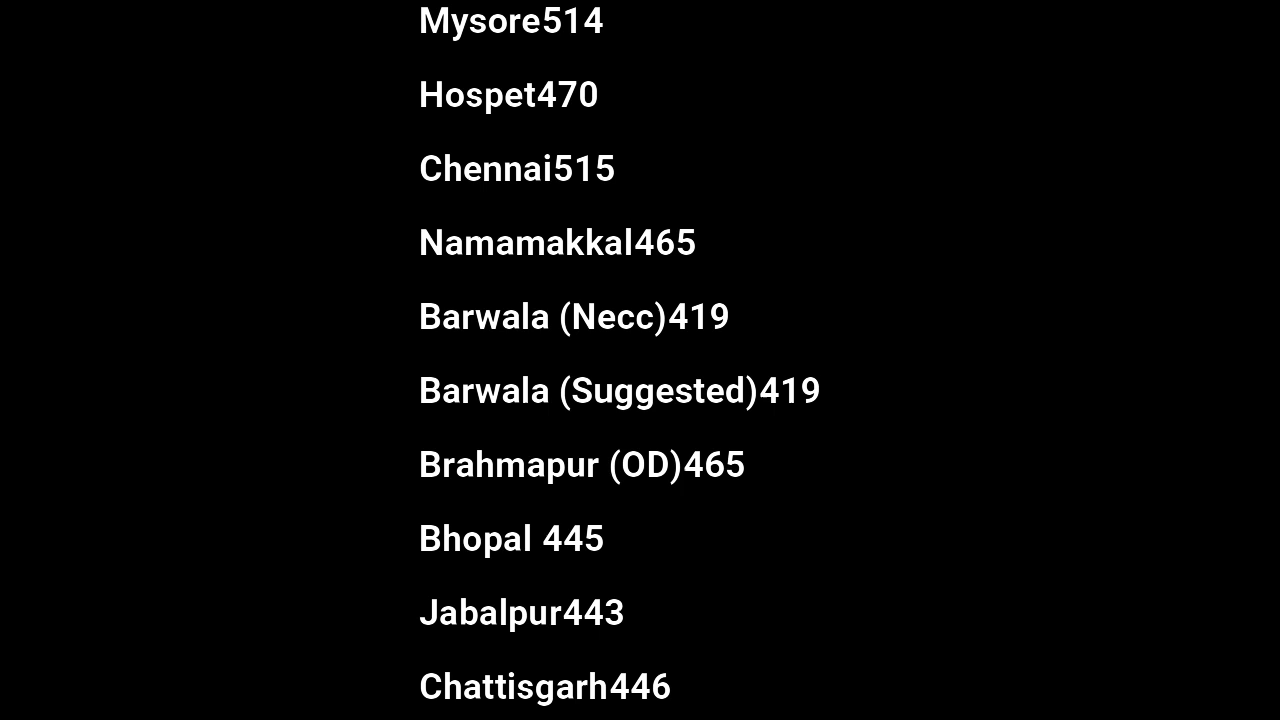 Mysore514
Hospet470
Chennai515
Namamakkal465
Barwala (Necc)419
Barwala (Suggested)419
Brahmapur (OD)465
Bhopal 445
Jabalpur443
Chattisgarh446